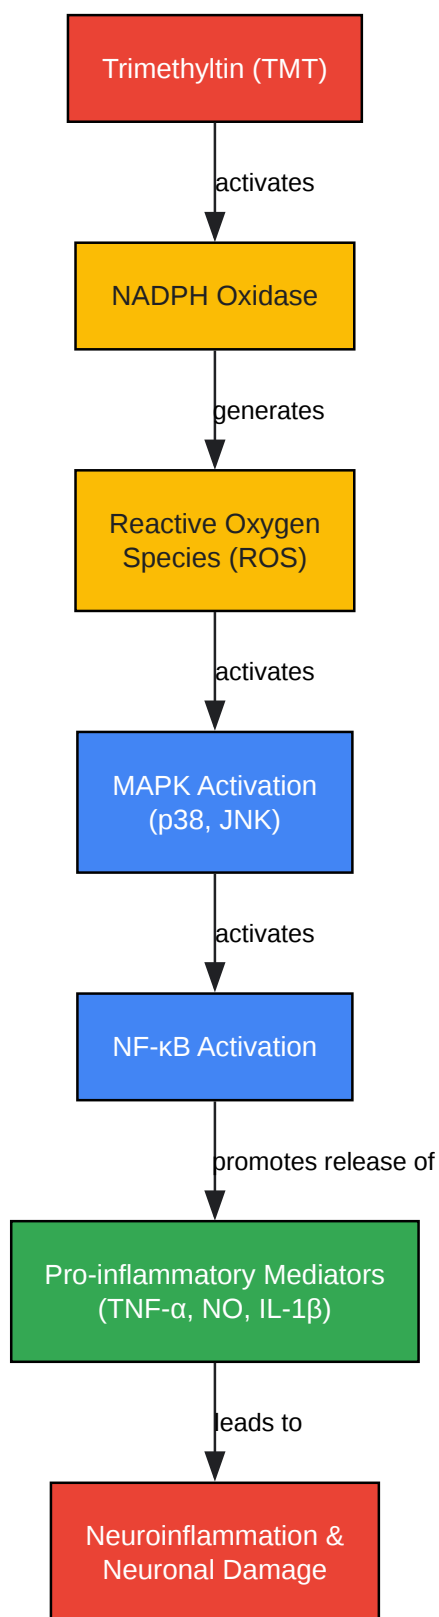 Trimethyltin (TMT)
activates
NADPH Oxidase
generates
Reactive Oxygen
Species (ROS)
activates
MAPK Activation
(p38, JNK)
activates
NF-κB Activation
promotes release of
Pro-inflammatory Mediators
(TNF-α, NO, IL-1β)
leads to
Neuroinflammation &
Neuronal Damage